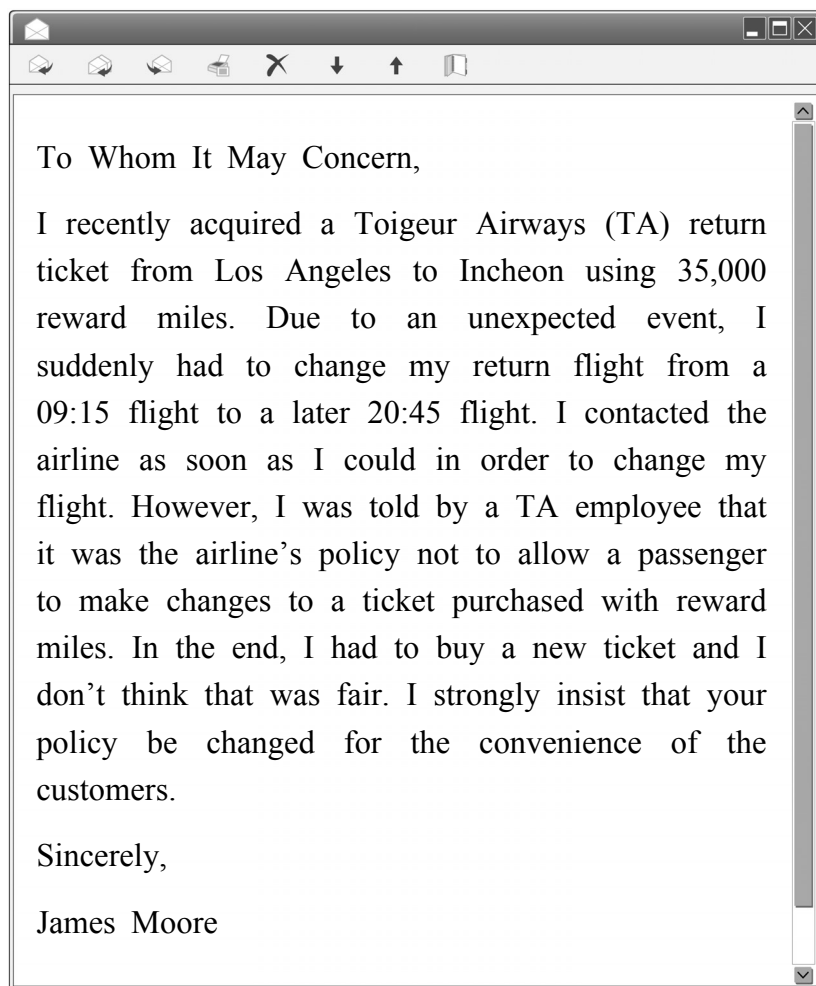 To Whom It May Concern,
I recently acquired a Toigeur Airways (TA) return
ticket from Los Angeles to Incheon using 35,000
reward miles. Due to an unexpected event, I
suddenly had to change my return flight from a
09:15 flight to a later 20:45 flight. I contacted the
airline as soon as I could in order to change my
flight. However, I was told by a TA employee that
it was the airline’s policy not to allow a passenger
to make changes to a ticket purchased with reward
miles. In the end, I had to buy a new ticket and I
don’t think that was fair. I strongly insist that your
policy be changed for the convenience of the
customers.
Sincerely,
James Moore